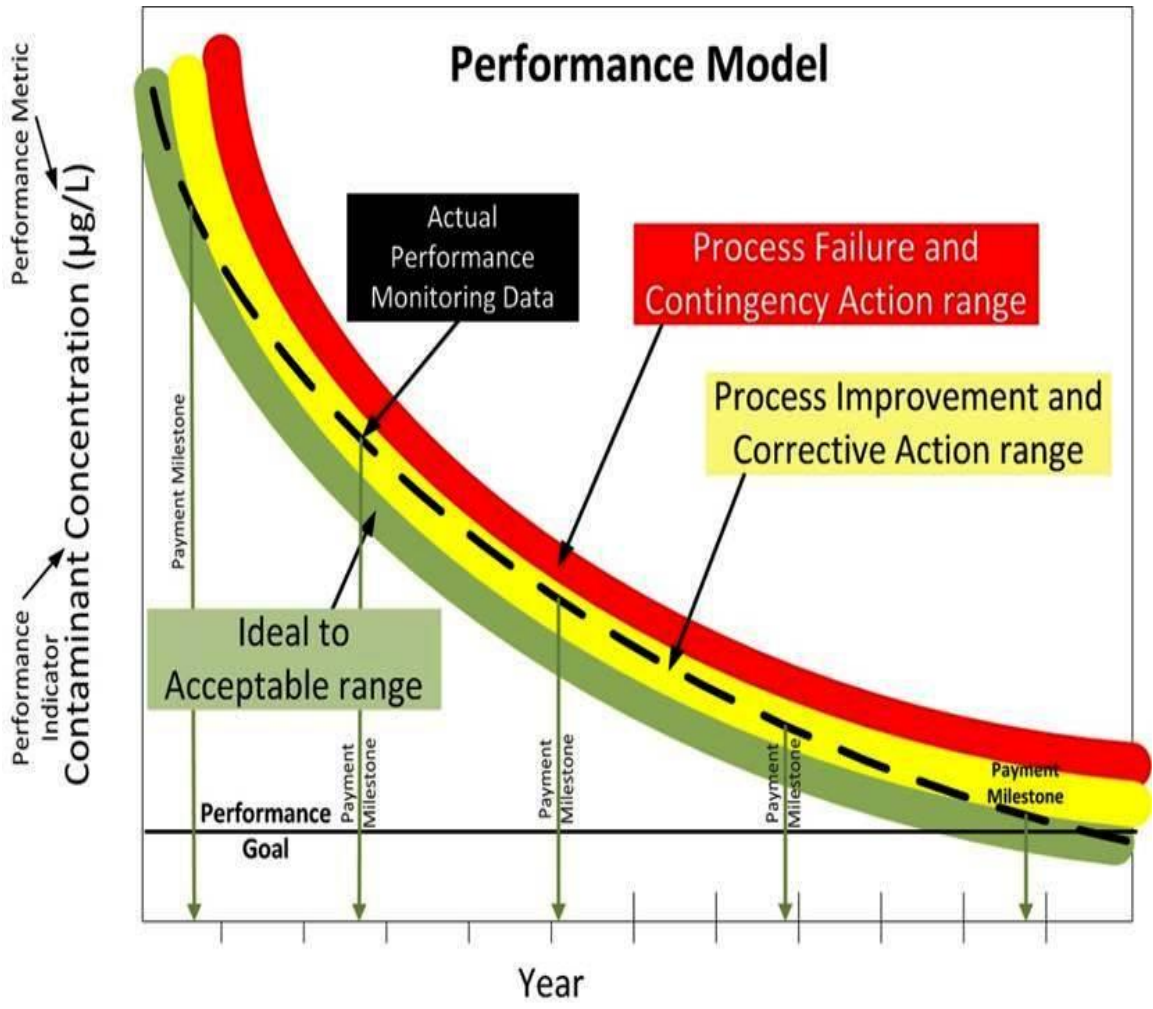 Performance Model
Performance Metric
Contaminant Concentration (µg/L)
Performance
Indicator
Actual
Performance
Monitoring Data
Process Failure and
Contingency Action range
Process Improvement and
Corrective Action range
Ideal to
Acceptable range
Payment Milestone
Payment
Milestone
Payment
Milestone
Payment
Milestone
Payment
Milestone
Performance
Goal
Year